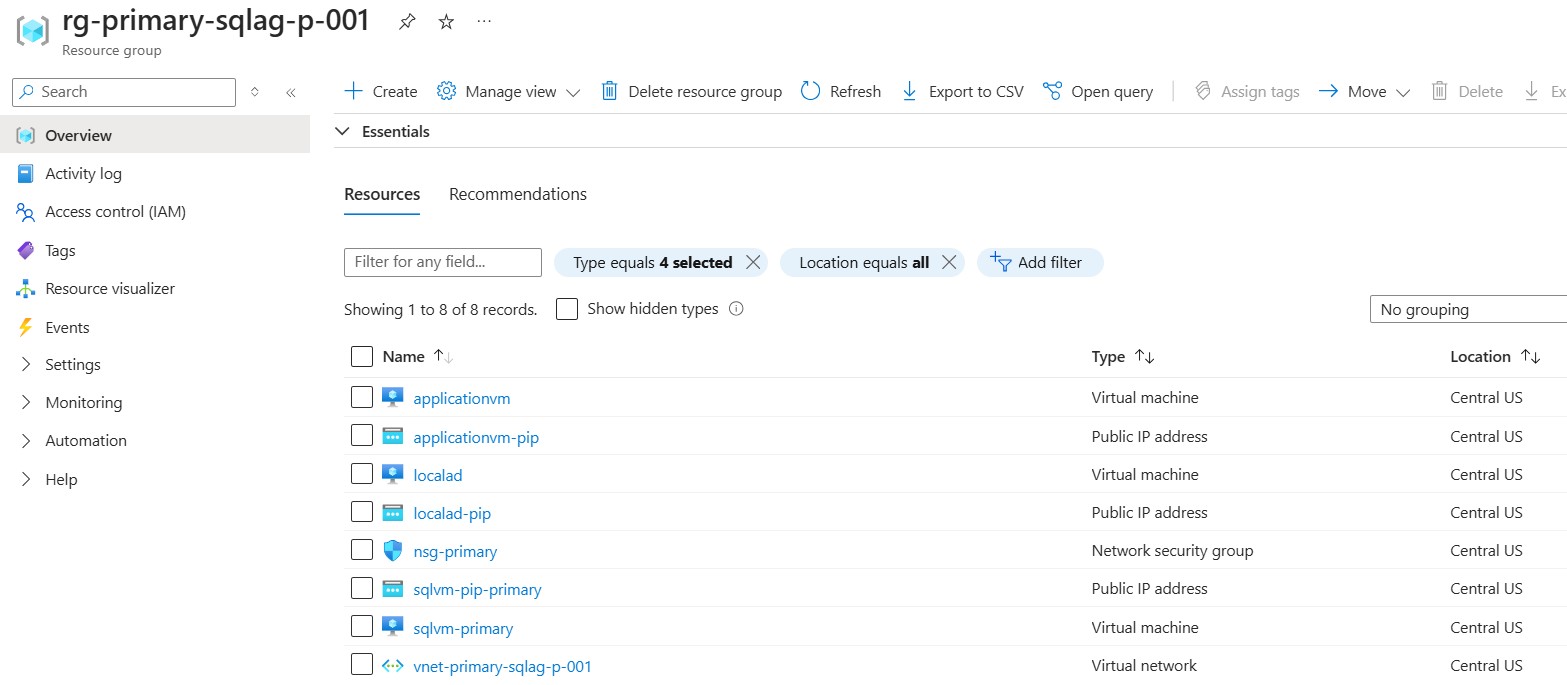 rg-primary-sqlag-p-001
Resource group
Search
Create Manage view Delete resource group Refresh Export to CSV Open query Assign tags Move Delete
Essentials
Overview
Activity log
Access control (IAM)
Tags
Resource visualizer
Events
Settings
Monitoring
Automation
Help
Resources Recommendations
Filter for any field... Type equals 4 selected Location equals all Add filter
Showing 1 to 8 of 8 records. Show hidden types
No grouping
Name Type Location
applicationvm Virtual machine Central US
applicationvm-pip Public IP address Central US
localad Virtual machine Central US
localad-pip Public IP address Central US
nsg-primary Network security group Central US
sqlvm-pip-primary Public IP address Central US
sqlvm-primary Virtual machine Central US
vnet-primary-sqlag-p-001 Virtual network Central US